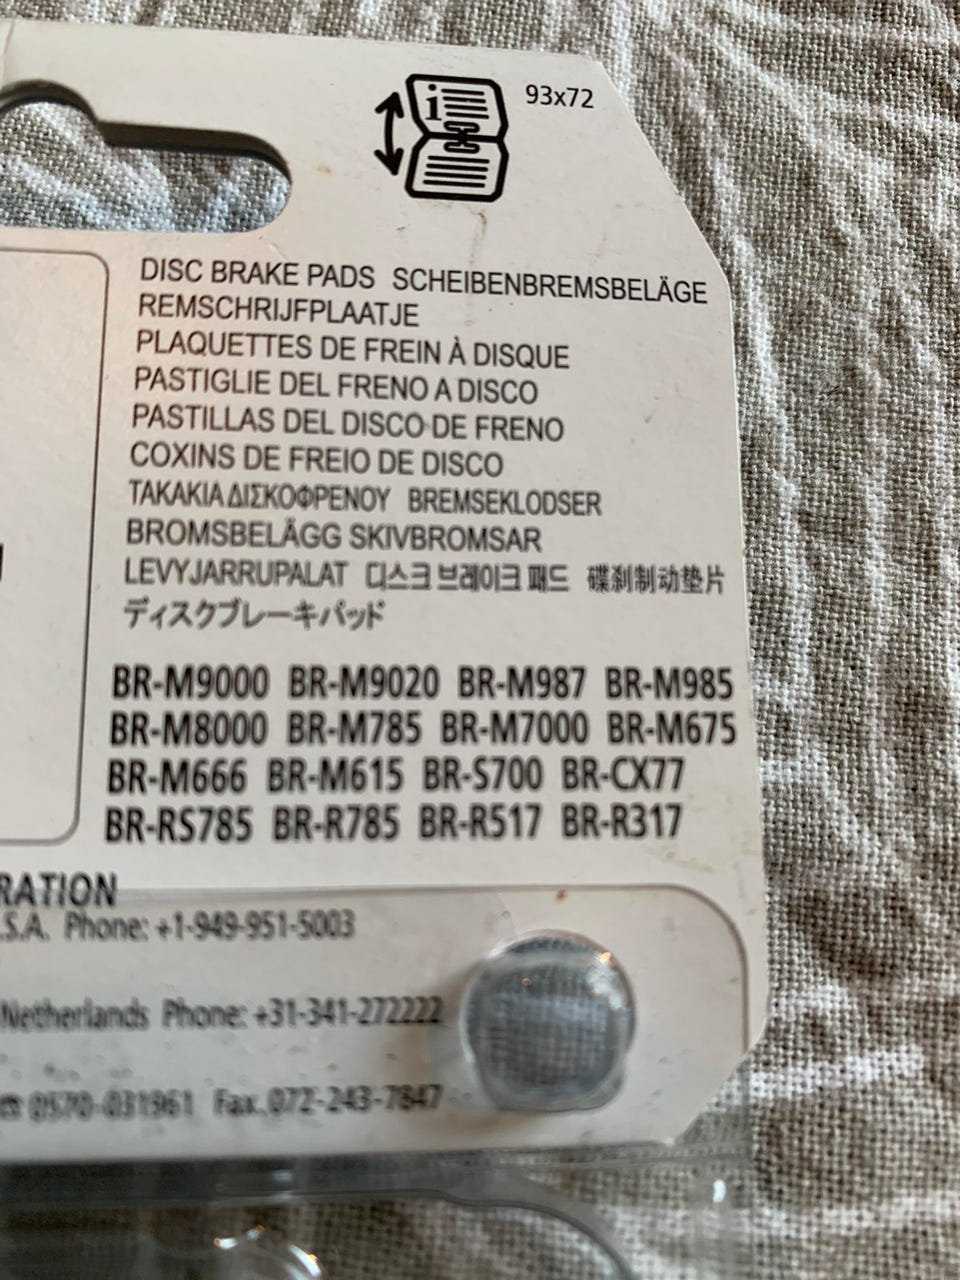 i
93x72
DISC BRAKE PADS SCHEIBENBREMSBELÄGE
REMSCHRIJFPLAATJE
PLAQUETTES DE FREIN À DISQUE
PASTIGLIE DEL FRENO A DISCO
PASTILLAS DEL DISCO DE FRENO
COXINS DE FREIO DE DISCO
ΤΑΚΑΚΙΑ ΔΙΣΚΟΦΡΕΝΟΥ BREMSEKLODSER
BROMSBELÄGG SKIVBROMSAR
LEVYJARRUPALAT 디스크 브레이크 패드 碟刹制动垫片
ディスクブレーキパッド
BR-M9000 BR-M9020 BR-M987 BR-M985
BR-M8000 BR-M785 BR-M7000 BR-M675
BR-M666 BR-M615 BR-S700 BR-CX77
BR-RS785 BR-R785 BR-R517 BR-R317
RATION
.S.A. Phone: +1-949-951-5003
Netherlands Phone: +31-341-272222
0570-031961 Fax.072-243-7847